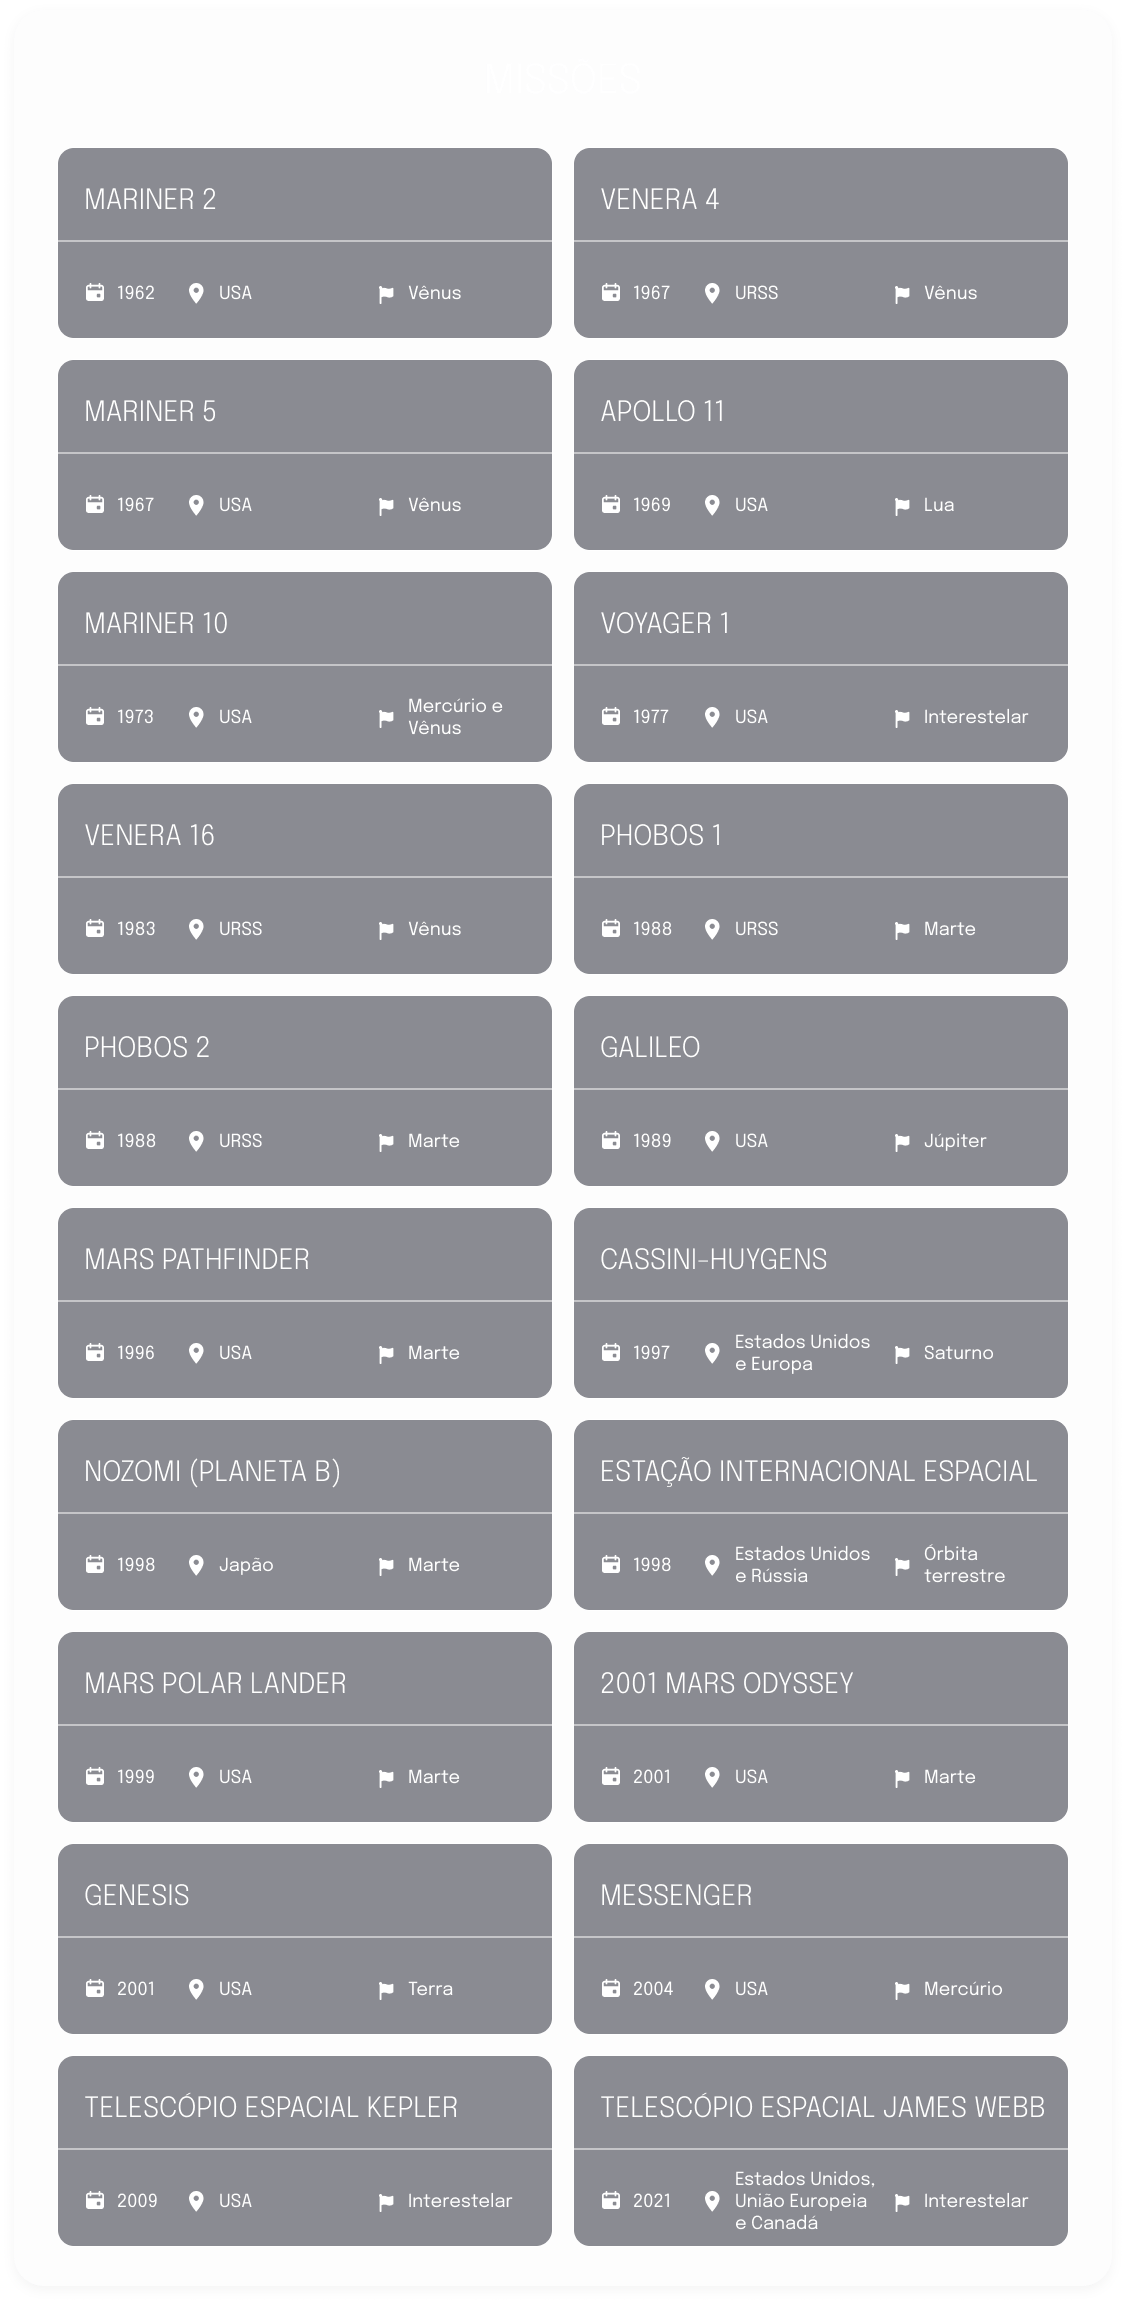 MISSÕES
MARINER 2
1962 USA Vênus
VENERA 4
1967 URSS Vênus
MARINER 5
1967 USA Vênus
APOLLO 11
1969 USA Lua
MARINER 10
1973 USA Mercúrio e
Vênus
VOYAGER 1
1977 USA Interestelar
VENERA 16
1983 URSS Vênus
PHOBOS 1
1988 URSS Marte
PHOBOS 2
1988 URSS Marte
GALILEO
1989 USA Júpiter
MARS PATHFINDER
1996 USA Marte
CASSINI-HUYGENS
1997 Estados Unidos
e Europa
Saturno
NOZOMI (PLANETA B)
1998 Japão Marte
ESTAÇÃO INTERNACIONAL ESPACIAL
1998 Estados Unidos
e Rússia
Órbita
terrestre
MARS POLAR LANDER
1999 USA Marte
2001 MARS ODYSSEY
2001 USA Marte
GENESIS
2001 USA Terra
MESSENGER
2004 USA Mercúrio
TELESCÓPIO ESPACIAL KEPLER
2009 USA Interestelar
TELESCÓPIO ESPACIAL JAMES WEBB
2021 Estados Unidos,
União Europeia
e Canadá
Interestelar